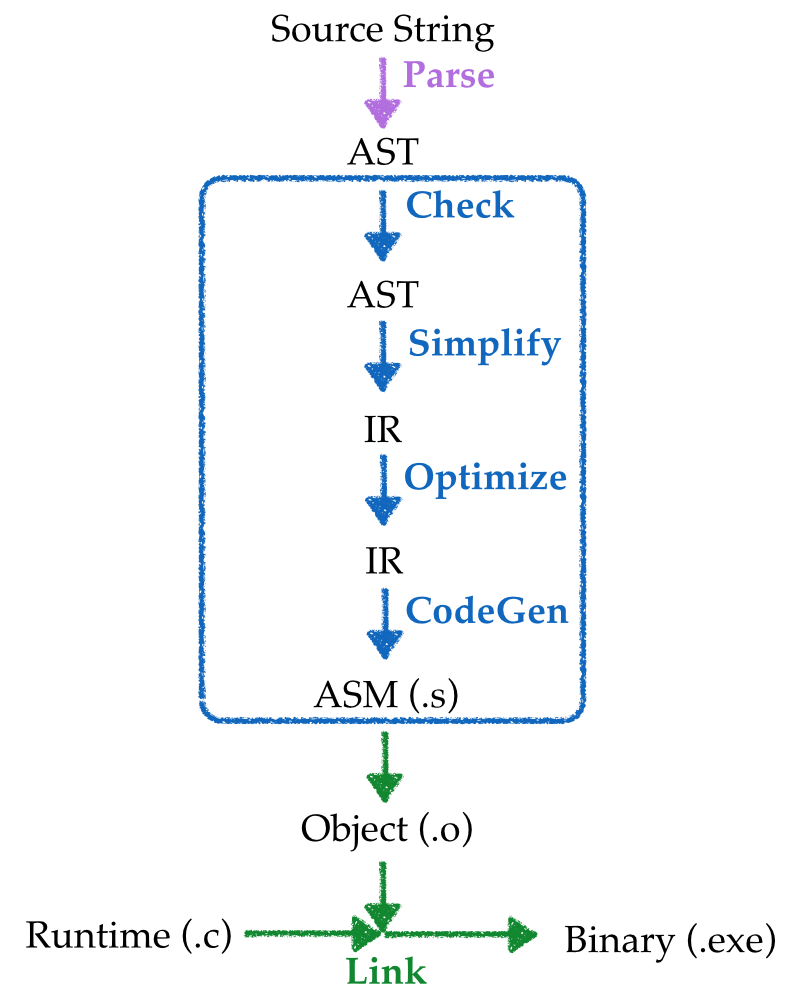 Source String
Parse
AST
Check
AST
Simplify
IR
Optimize
IR
CodeGen
ASM (.s)
Object (.o)
Runtime (.c)
Binary (.exe)
Link